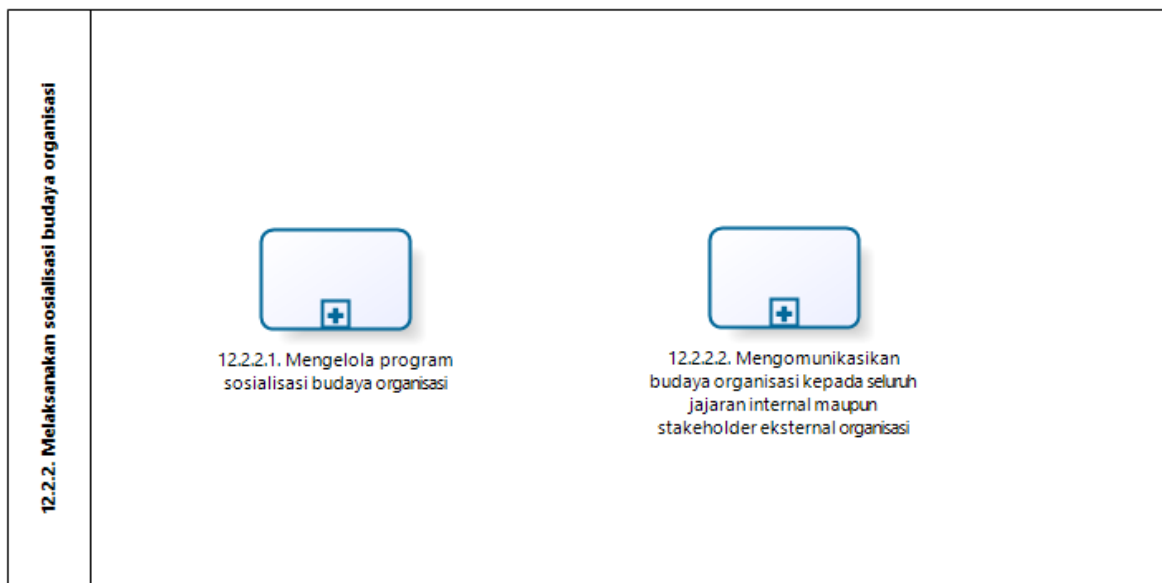 12.2.2. Melaksanakan sosialisasi budaya organisasi
12.2.2.1. Mengelola program
sosialisasi budaya organisasi
12.2.2.2. Mengomunikasikan
budaya organisasi kepada seluruh
jajaran internal maupun
stakeholder eksternal organisasi